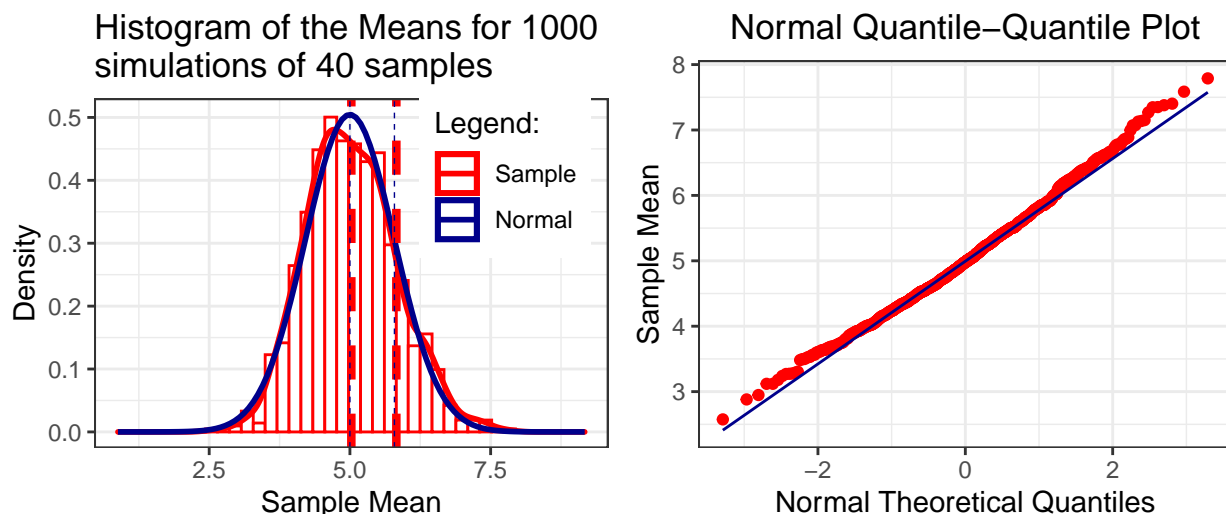 Histogram of the Means for 1000
simulations of 40 samples
0.5
0.4
0.3
0.2
0.1
0.0
Density
2.5
5.0
7.5
Sample Mean
Legend:
Sample
Normal
Normal Quantile−Quantile Plot
8
7
6
5
4
3
Sample Mean
−2
0
2
Normal Theoretical Quantiles